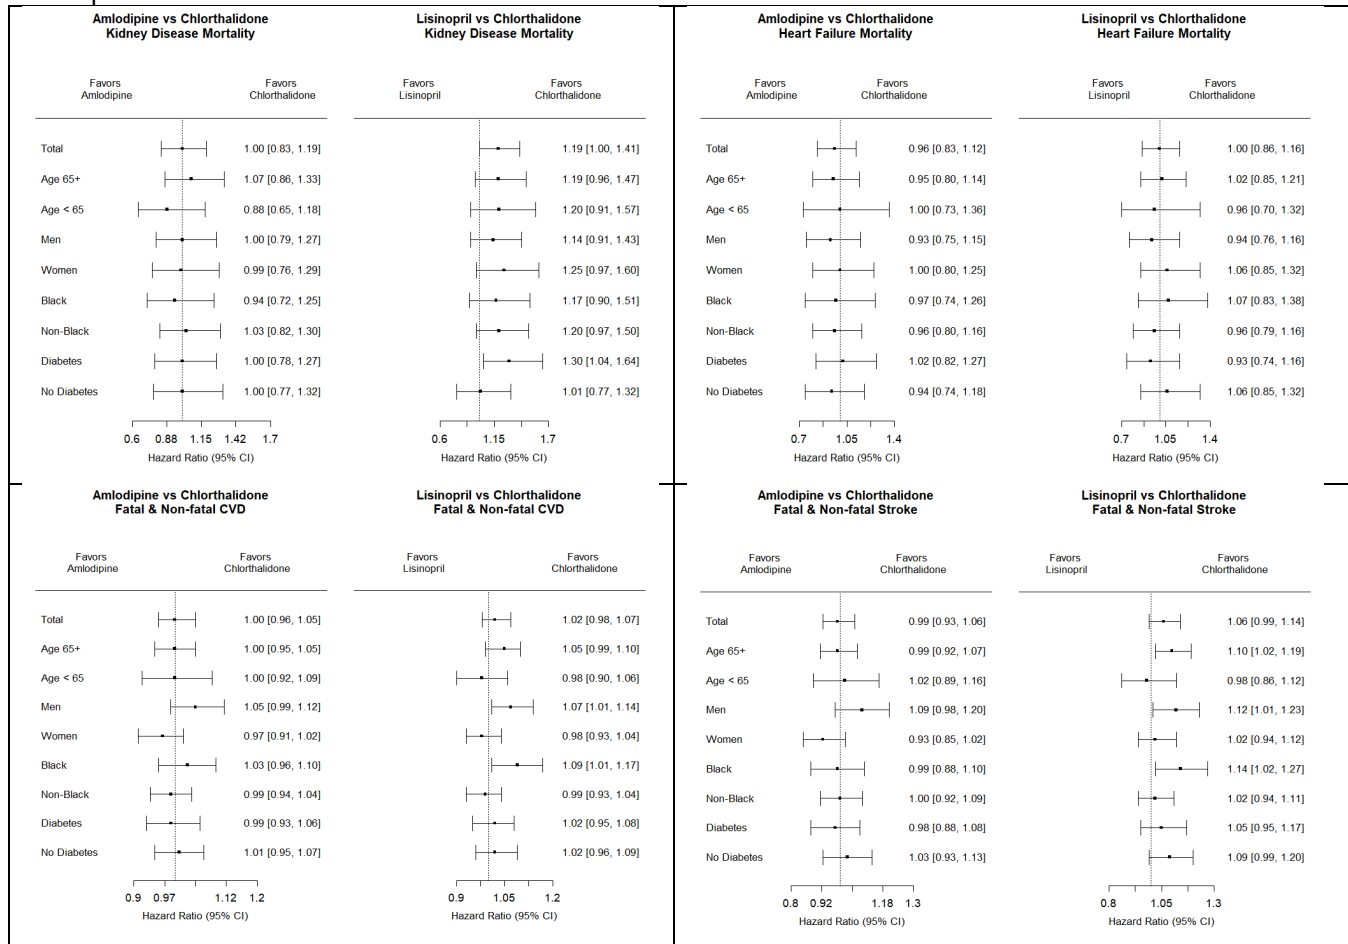 Amlodipine vs Chlorthalidone
Kidney Disease Mortality
Favors
Amlodipine
Favors
Chlorthalidone
Total 1.00 [0.83, 1.19]
Age 65+ 1.07 [0.86, 1.33]
Age < 65 0.88 [0.65, 1.18]
Men 1.00 [0.79, 1.27]
Women 0.99 [0.76, 1.29]
Black 0.94 [0.72, 1.25]
Non-Black 1.03 [0.82, 1.30]
Diabetes 1.00 [0.78, 1.27]
No Diabetes 1.00 [0.77, 1.32]
0.6 0.88 1.15 1.42 1.7
Hazard Ratio (95% CI)
Lisinopril vs Chlorthalidone
Kidney Disease Mortality
Favors
Lisinopril
Favors
Chlorthalidone
1.19 [1.00, 1.41]
1.19 [0.96, 1.47]
1.20 [0.91, 1.57]
1.14 [0.91, 1.43]
1.25 [0.97, 1.60]
1.17 [0.90, 1.51]
1.20 [0.97, 1.50]
1.30 [1.04, 1.64]
1.01 [0.77, 1.32]
0.6 1.15 1.7
Hazard Ratio (95% CI)
Amlodipine vs Chlorthalidone
Heart Failure Mortality
Favors
Amlodipine
Favors
Chlorthalidone
Total 0.96 [0.83, 1.12]
Age 65+ 0.95 [0.80, 1.14]
Age < 65 1.00 [0.73, 1.36]
Men 0.93 [0.75, 1.15]
Women 1.00 [0.80, 1.25]
Black 0.97 [0.74, 1.26]
Non-Black 0.96 [0.80, 1.16]
Diabetes 1.02 [0.82, 1.27]
No Diabetes 0.94 [0.74, 1.18]
0.7 1.05 1.4
Hazard Ratio (95% CI)
Lisinopril vs Chlorthalidone
Heart Failure Mortality
Favors
Lisinopril
Favors
Chlorthalidone
1.00 [0.86, 1.16]
1.02 [0.85, 1.21]
0.96 [0.70, 1.32]
0.94 [0.76, 1.16]
1.06 [0.85, 1.32]
1.07 [0.83, 1.38]
0.96 [0.79, 1.16]
0.93 [0.74, 1.16]
1.06 [0.85, 1.32]
0.7 1.05 1.4
Hazard Ratio (95% CI)
Amlodipine vs Chlorthalidone
Fatal & Non-fatal CVD
Favors
Amlodipine
Favors
Chlorthalidone
Total 1.00 [0.96, 1.05]
Age 65+ 1.00 [0.95, 1.05]
Age < 65 1.00 [0.92, 1.09]
Men 1.05 [0.99, 1.12]
Women 0.97 [0.91, 1.02]
Black 1.03 [0.96, 1.10]
Non-Black 0.99 [0.94, 1.04]
Diabetes 0.99 [0.93, 1.06]
No Diabetes 1.01 [0.95, 1.07]
0.9 0.97 1.12 1.2
Hazard Ratio (95% CI)
Lisinopril vs Chlorthalidone
Fatal & Non-fatal CVD
Favors
Lisinopril
Favors
Chlorthalidone
1.02 [0.98, 1.07]
1.05 [0.99, 1.10]
0.98 [0.90, 1.06]
1.07 [1.01, 1.14]
0.98 [0.93, 1.04]
1.09 [1.01, 1.17]
0.99 [0.93, 1.04]
1.02 [0.95, 1.08]
1.02 [0.96, 1.09]
0.9 1.05 1.2
Hazard Ratio (95% CI)
Amlodipine vs Chlorthalidone
Fatal & Non-fatal Stroke
Favors
Amlodipine
Favors
Chlorthalidone
Total 0.99 [0.93, 1.06]
Age 65+ 0.99 [0.92, 1.07]
Age < 65 1.02 [0.89, 1.16]
Men 1.09 [0.98, 1.20]
Women 0.93 [0.85, 1.02]
Black 0.99 [0.88, 1.10]
Non-Black 1.00 [0.92, 1.09]
Diabetes 0.98 [0.88, 1.08]
No Diabetes 1.03 [0.93, 1.13]
0.8 0.92 1.18 1.3
Hazard Ratio (95% CI)
Lisinopril vs Chlorthalidone
Fatal & Non-fatal Stroke
Favors
Lisinopril
Favors
Chlorthalidone
1.06 [0.99, 1.14]
1.10 [1.02, 1.19]
0.98 [0.86, 1.12]
1.12 [1.01, 1.23]
1.02 [0.94, 1.12]
1.14 [1.02, 1.27]
1.02 [0.94, 1.11]
1.05 [0.95, 1.17]
1.09 [0.99, 1.20]
0.8 1.05 1.3
Hazard Ratio (95% CI)